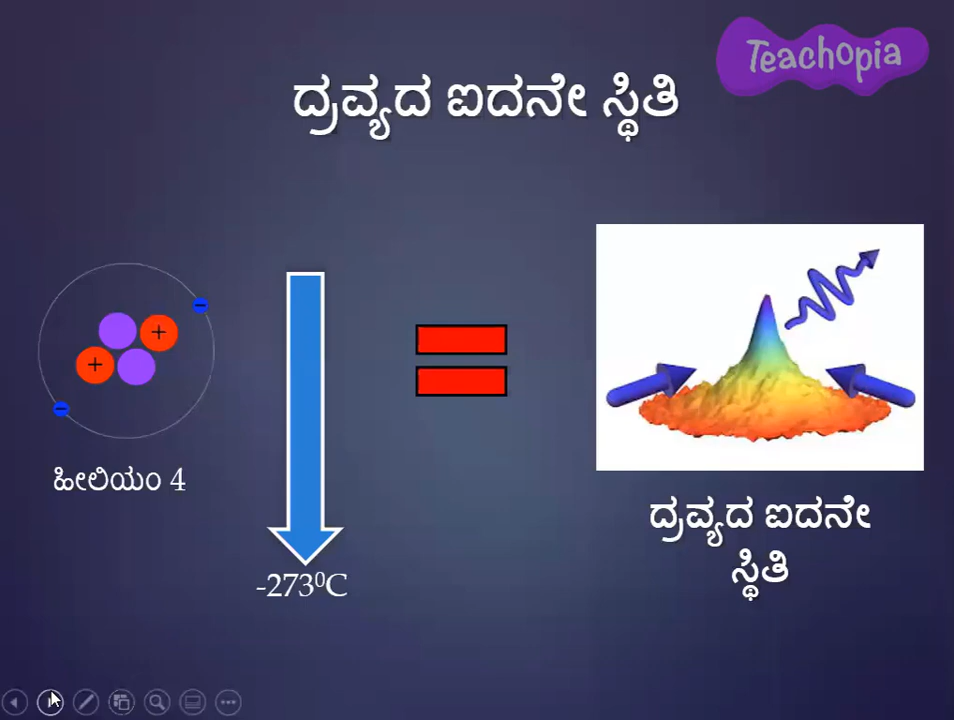 Teachopia
ದ್ರವ್ಯದ ಐದನೇ ಸ್ಥಿತಿ
+
+
-
-
ಹೀಲಿಯಂ 4
-273⁰C
ದ್ರವ್ಯದ ಐದನೇ
ಸ್ಥಿತಿ